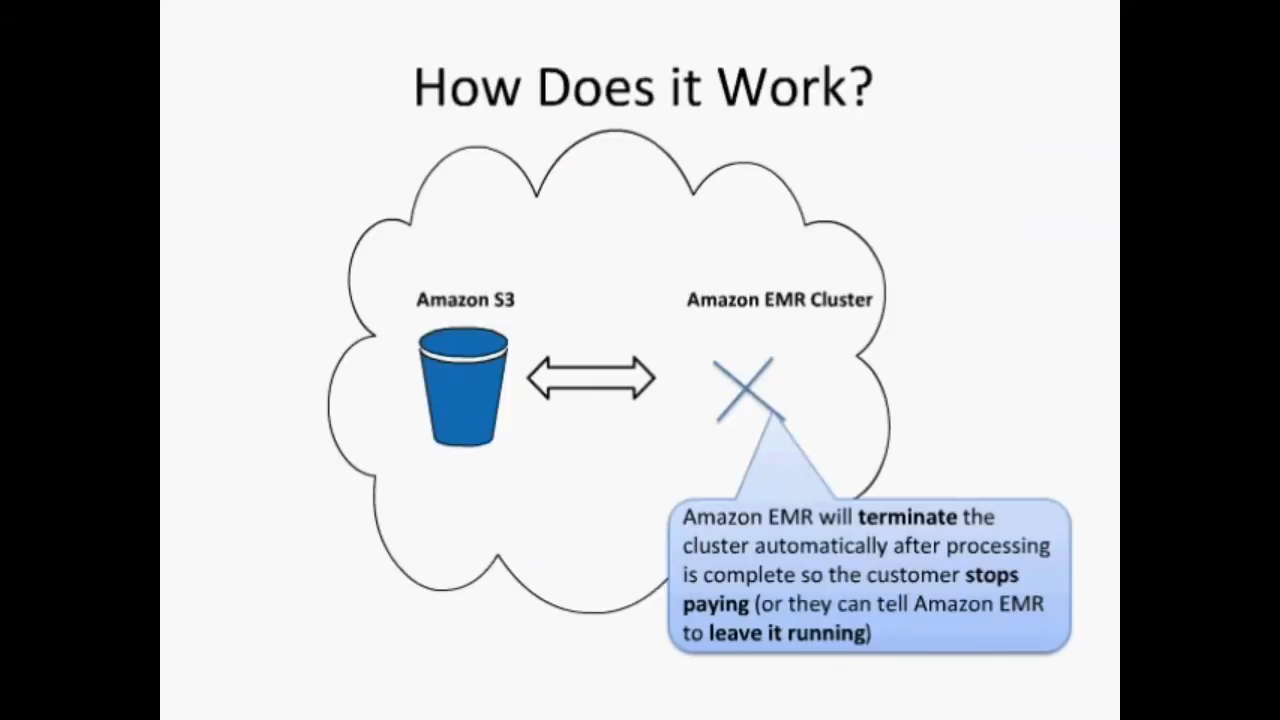 How Does it Work?
Amazon S3
Amazon EMR Cluster
Amazon EMR will terminate the
cluster automatically after processing
is complete so the customer stops
paying (or they can tell Amazon EMR
to leave it running)